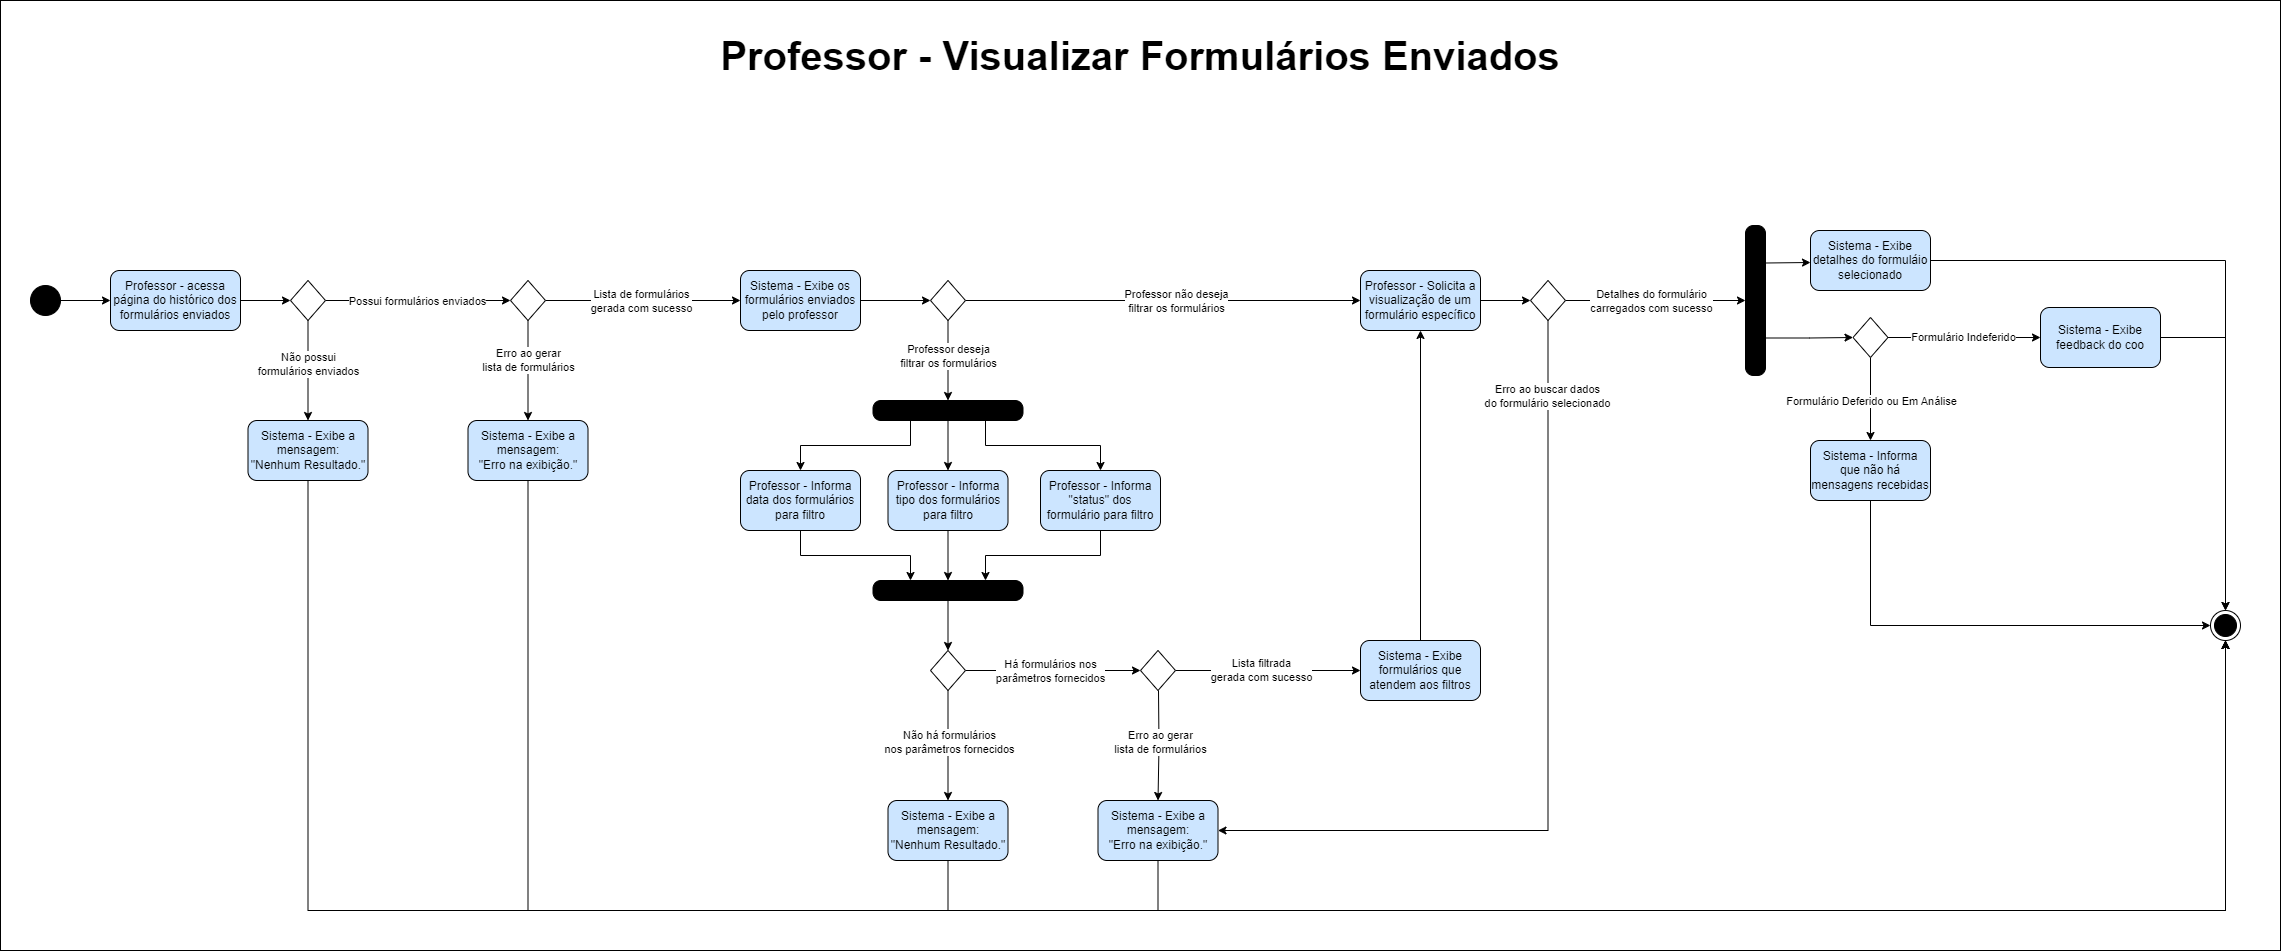 Professor - Visualizar Formulários Enviados
Professor - acessa
página do histórico dos
formulários enviados
Possui formulários enviados
Não possui
formulários enviados
Sistema - Exibe a
mensagem:
"Nenhum Resultado."
Lista de formulários
gerada com sucesso
Erro ao gerar
lista de formulários
Sistema - Exibe a
mensagem:
"Erro na exibição."
Sistema - Exibe os
formulários enviados
pelo professor
Professor não deseja
filtrar os formulários
Professor deseja
filtrar os formulários
Professor - Informa
data dos formulários
para filtro
Professor - Informa
tipo dos formulários
para filtro
Professor - Informa
"status" dos
formulário para filtro
Há formulários nos
parâmetros fornecidos
Não há formulários
nos parâmetros fornecidos
Sistema - Exibe a
mensagem:
"Nenhum Resultado."
Lista filtrada
gerada com sucesso
Erro ao gerar
lista de formulários
Sistema - Exibe a
mensagem:
"Erro na exibição."
Sistema - Exibe
formulários que
atendem aos filtros
Professor - Solicita a
visualização de um
formulário específico
Detalhes do formulário
carregados com sucesso
Erro ao buscar dados
do formulário selecionado
Sistema - Exibe
detalhes do formuláio
selecionado
Formulário Indeferido
Sistema - Exibe
feedback do coo
Formulário Deferido ou Em Análise
Sistema - Informa
que não há
mensagens recebidas